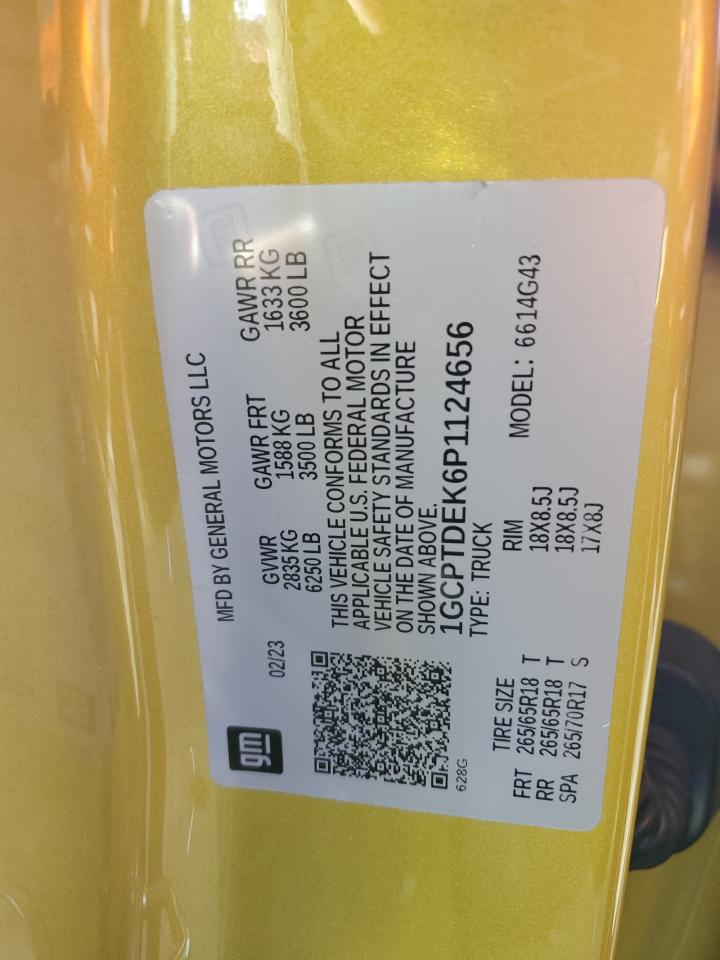 gm
02/23
MFD BY GENERAL MOTORS LLC
GVWR GAWR FRT GAWR RR
2835 KG 1588 KG 1633 KG
6250 LB 3500 LB 3600 LB
THIS VEHICLE CONFORMS TO ALL
APPLICABLE U.S. FEDERAL MOTOR
VEHICLE SAFETY STANDARDS IN EFFECT
ON THE DATE OF MANUFACTURE
SHOWN ABOVE.
1GCPTDEK6P1124656
628G
TYPE: TRUCK
TIRE SIZE RIM MODEL: 6614G43
FRT 265/65R18 T 18X8.5J
RR 265/65R18 T 18X8.5J
SPA 265/70R17 S 17X8J